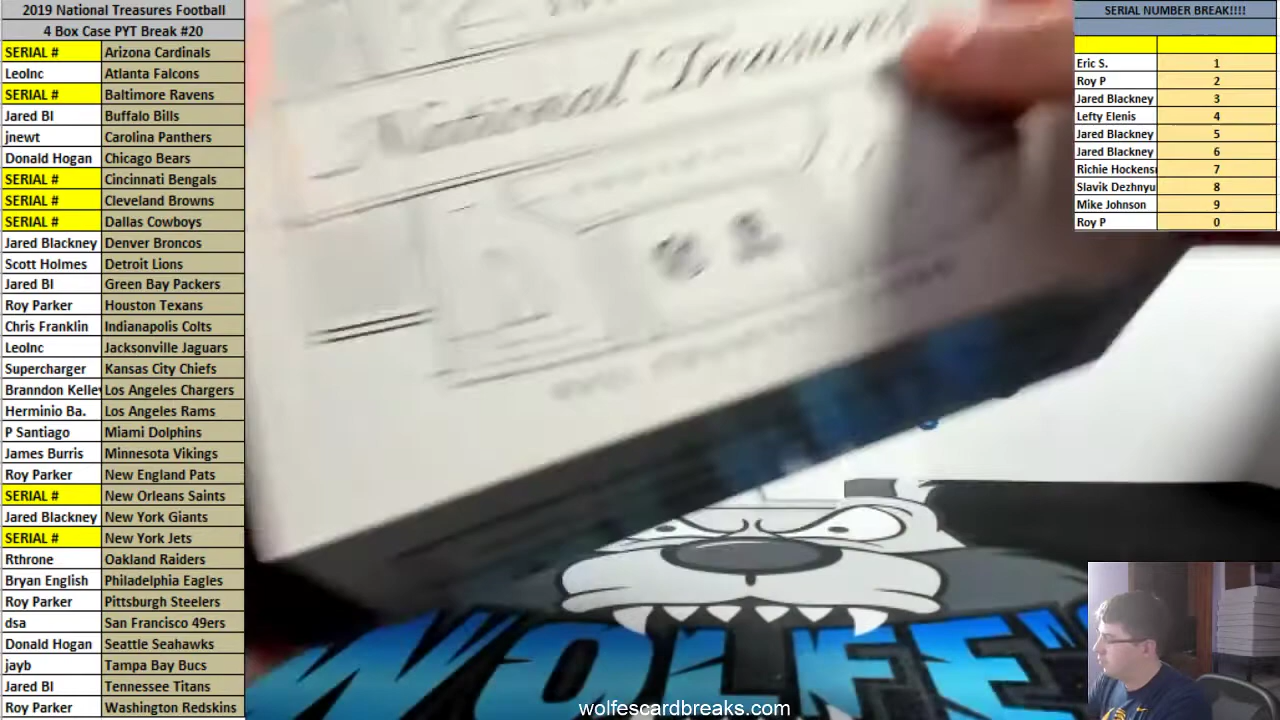 2019 National Treasures Football
4 Box Case PYT Break #20
SERIAL # Arizona Cardinals
LeoInc Atlanta Falcons
SERIAL # Baltimore Ravens
Jared Bl Buffalo Bills
jnewt Carolina Panthers
Donald Hogan Chicago Bears
SERIAL # Cincinnati Bengals
SERIAL # Cleveland Browns
SERIAL # Dallas Cowboys
Jared Blackney Denver Broncos
Scott Holmes Detroit Lions
Jared Bl Green Bay Packers
Roy Parker Houston Texans
Chris Franklin Indianapolis Colts
LeoInc Jacksonville Jaguars
Supercharger Kansas City Chiefs
Branndon Kelley Los Angeles Chargers
Herminio Ba. Los Angeles Rams
P Santiago Miami Dolphins
James Burris Minnesota Vikings
Roy Parker New England Pats
SERIAL # New Orleans Saints
Jared Blackney New York Giants
SERIAL # New York Jets
Rthrone Oakland Raiders
Bryan English Philadelphia Eagles
Roy Parker Pittsburgh Steelers
dsa San Francisco 49ers
Donald Hogan Seattle Seahawks
jayb Tampa Bay Bucs
Jared Bl Tennessee Titans
Roy Parker Washington Redskins
National Treasures
WOLFE'
wolfescardbreaks.com
SERIAL NUMBER BREAK!!!!
Eric S. 1
Roy P 2
Jared Blackney 3
Lefty Elenis 4
Jared Blackney 5
Jared Blackney 6
Richie Hockens 7
Slavik Dezhnyu 8
Mike Johnson 9
Roy P 0